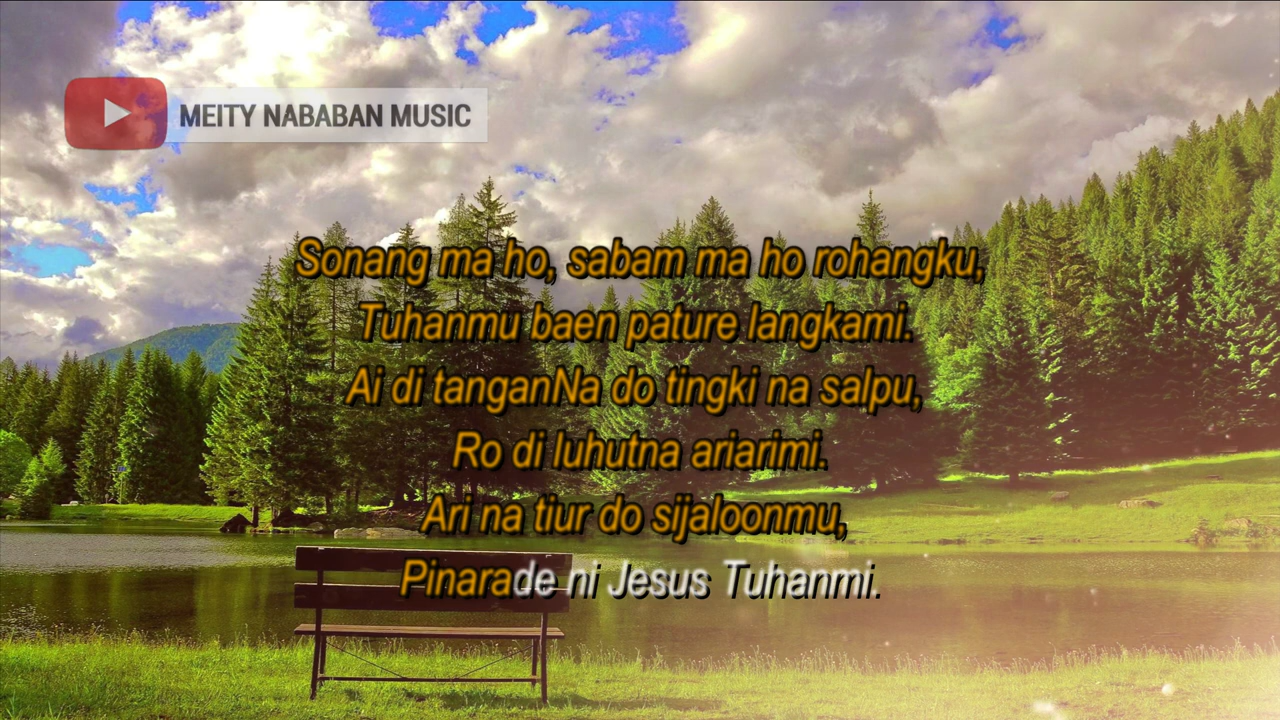 MEITY NABABAN MUSIC
Sonang ma ho, sabam ma ho rohangku,
Tuhanmu baen pature langkami.
Ai di tanganNa do tingki na salpu,
Ro di luhutna ariarimi.
Ari na tiur do sijaloonmu,
Pinarade ni Jesus Tuhanmi.